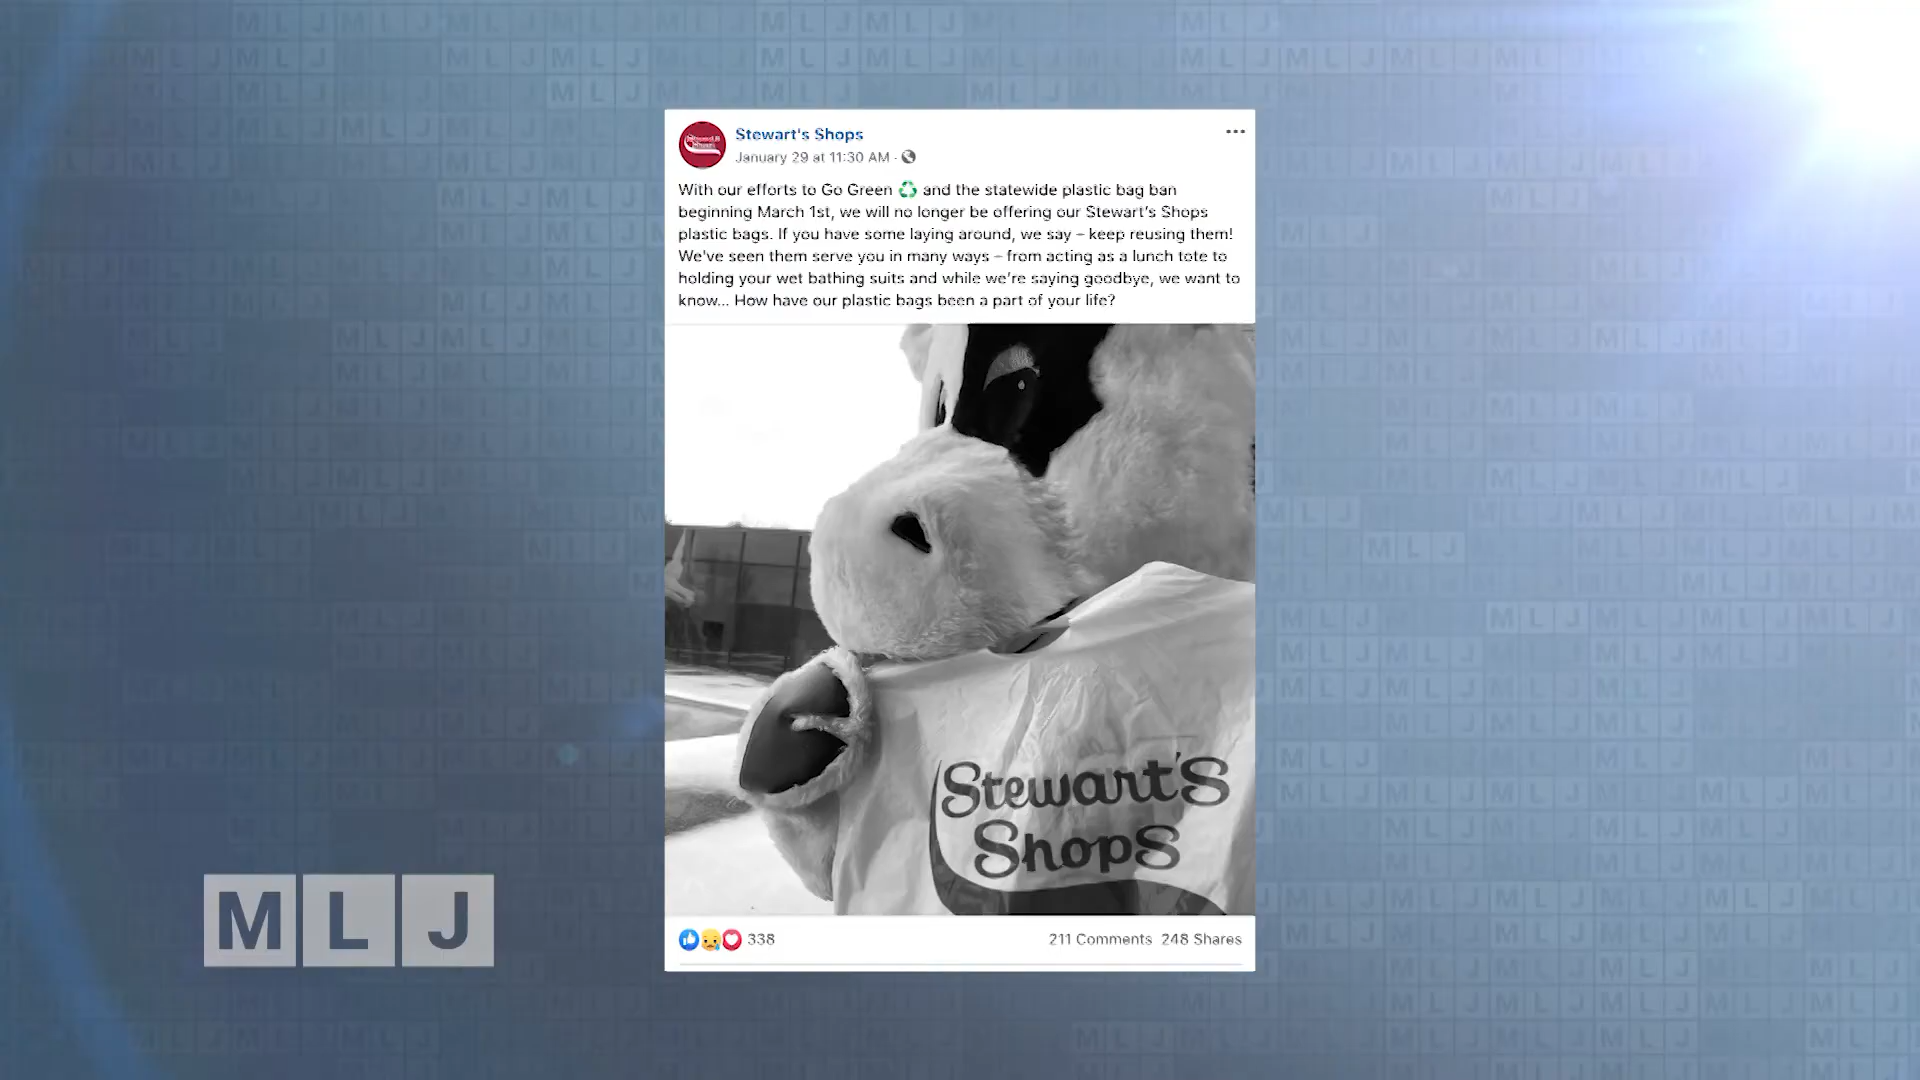 Stewart's Shops
January 29 at 11:30 AM ·
With our efforts to Go Green ♻ and the statewide plastic bag ban
beginning March 1st, we will no longer be offering our Stewart's Shops
plastic bags. If you have some laying around, we say – keep reusing them!
We've seen them serve you in many ways – from acting as a lunch tote to
holding your wet bathing suits and while we're saying goodbye, we want to
know... How have our plastic bags been a part of your life?
Stewart's
Shops
338
211 Comments 248 Shares
MLJ